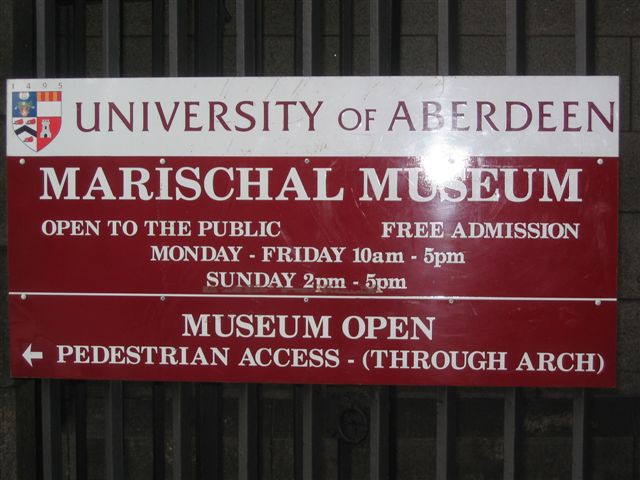 1495
UNIVERSITY OF ABERDEEN
MARISCHAL MUSEUM
OPEN TO THE PUBLIC FREE ADMISSION
MONDAY - FRIDAY 10am - 5pm
SUNDAY 2pm - 5pm
MUSEUM OPEN
PEDESTRIAN ACCESS - (THROUGH ARCH)